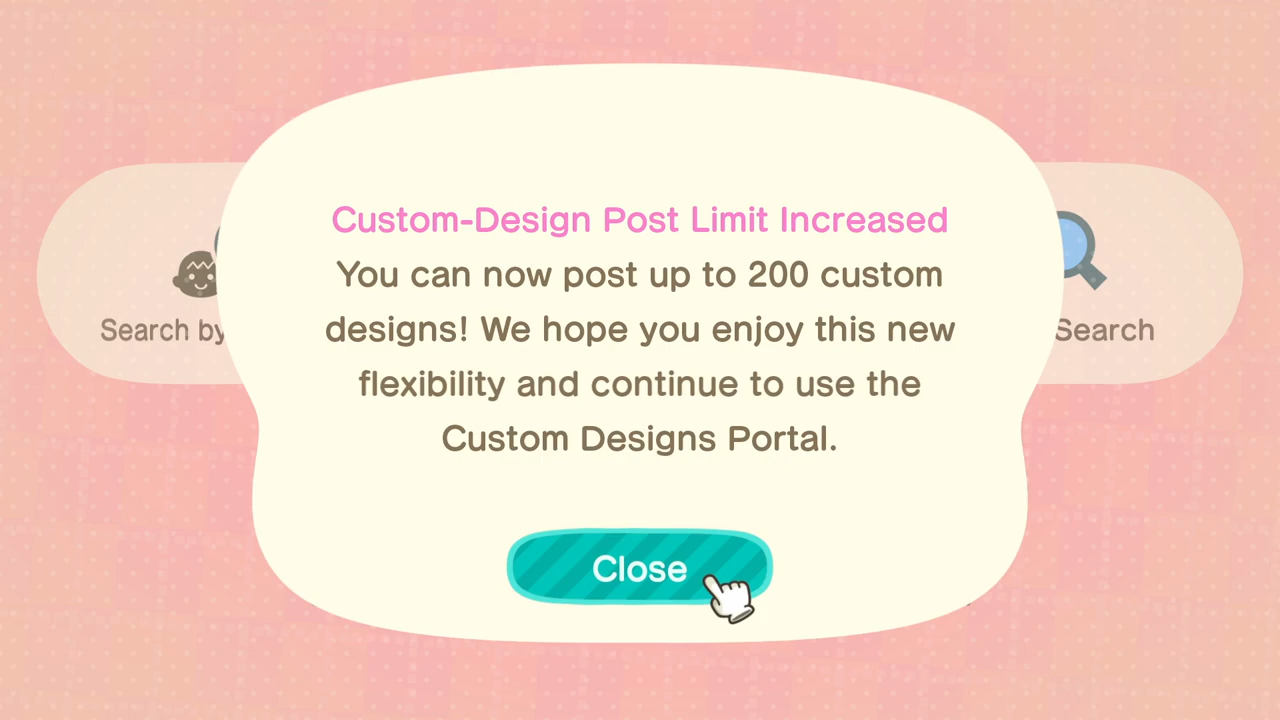 Custom-Design Post Limit Increased
You can now post up to 200 custom
designs! We hope you enjoy this new
flexibility and continue to use the
Custom Designs Portal.
Search by
Search
Close